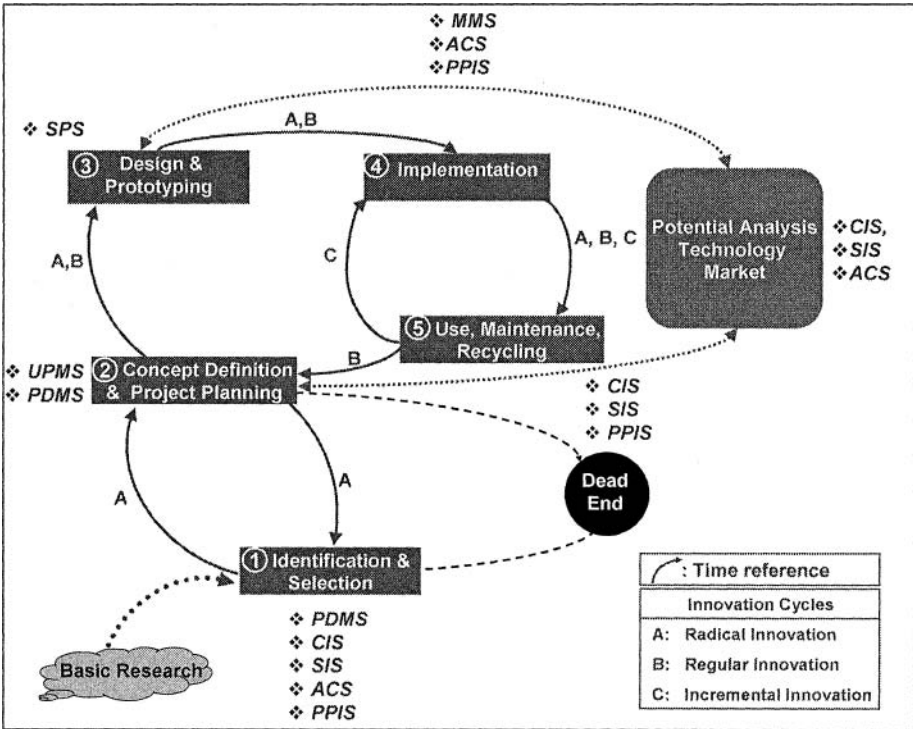 ❖ MMS
❖ ACS
❖ PPIS
❖ SPS
A,B
③ Design &
Prototyping
④ Implementation
Potential Analysis
Technology
Market
❖CIS,
❖SIS
❖ACS
A,B
C
A, B, C
⑤ Use, Maintenance,
Recycling
B
❖ UPMS
❖ PDMS
② Concept Definition
& Project Planning
❖ CIS
❖ SIS
❖ PPIS
Dead
End
A
A
① Identification &
Selection
Basic Research
❖ PDMS
❖ CIS
❖ SIS
❖ ACS
❖ PPIS
: Time reference
Innovation Cycles
A: Radical Innovation
B: Regular Innovation
C: Incremental Innovation